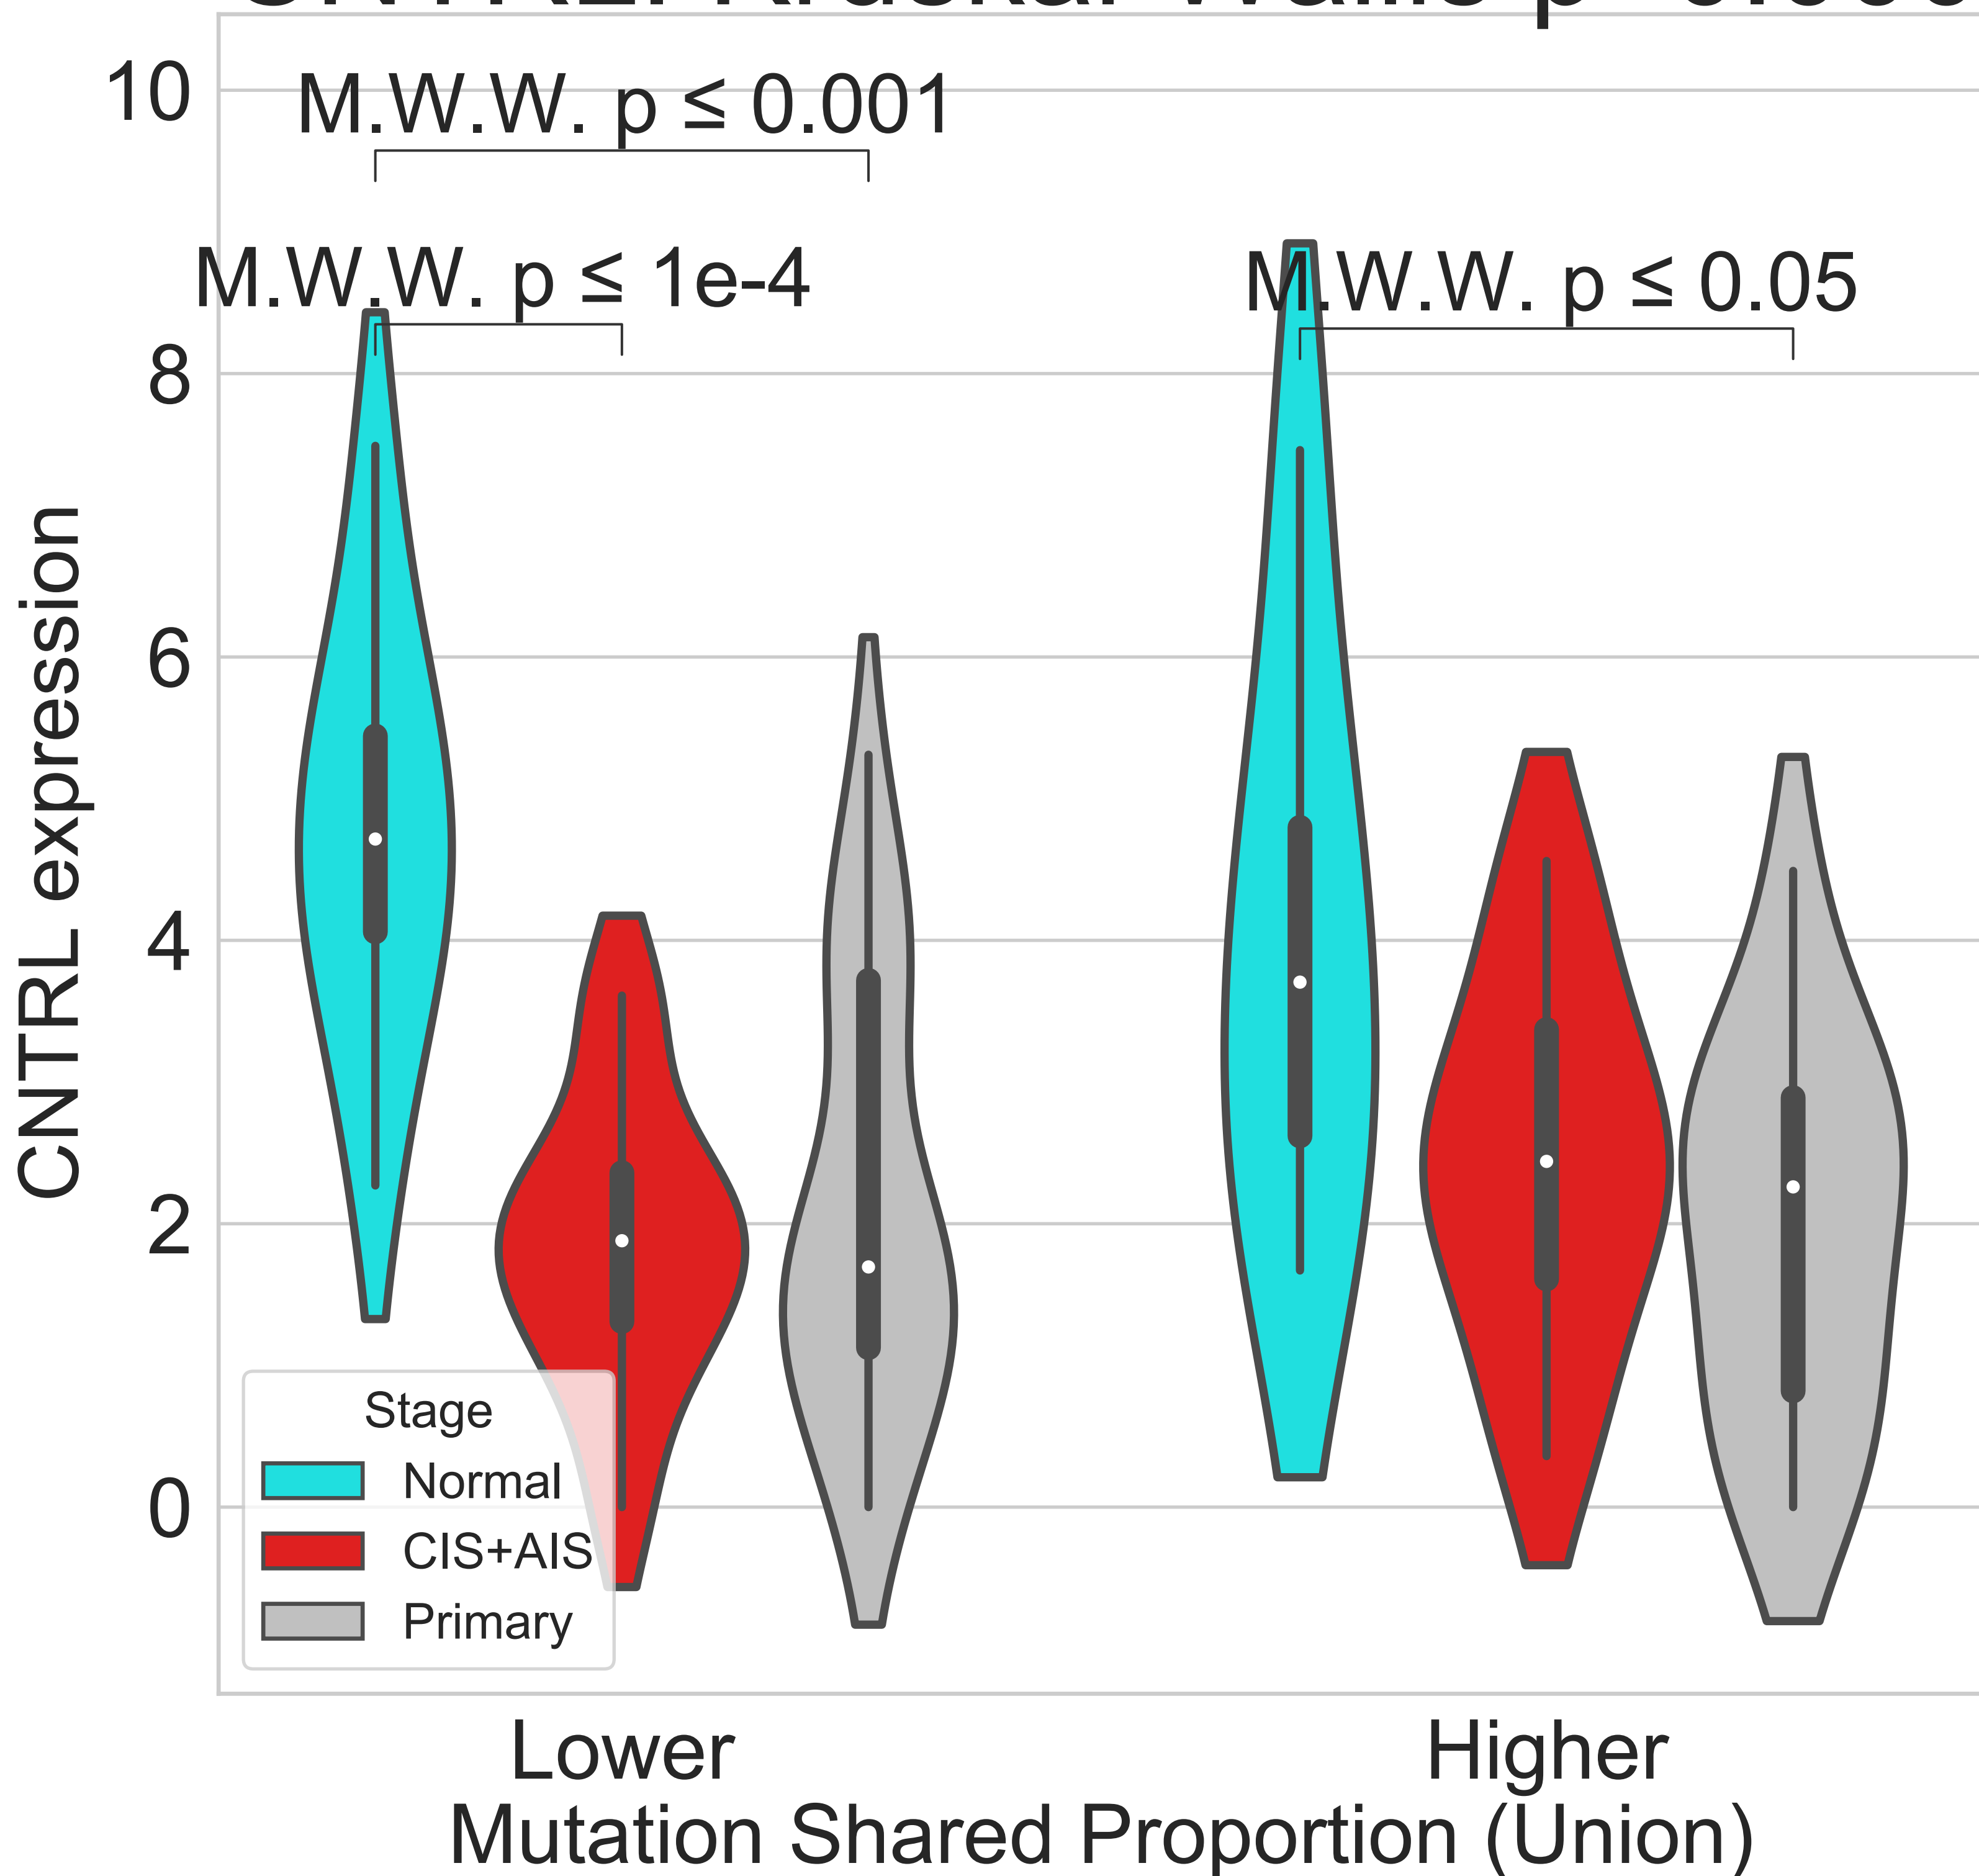 10
M.W.W. p ≤ 0.001
M.W.W. p ≤ 1e-4
M.W.W. p ≤ 0.05
8
6
4
2
0
CNTRL expression
Stage
Normal
CIS+AIS
Primary
Lower
Higher
Mutation Shared Proportion (Union)